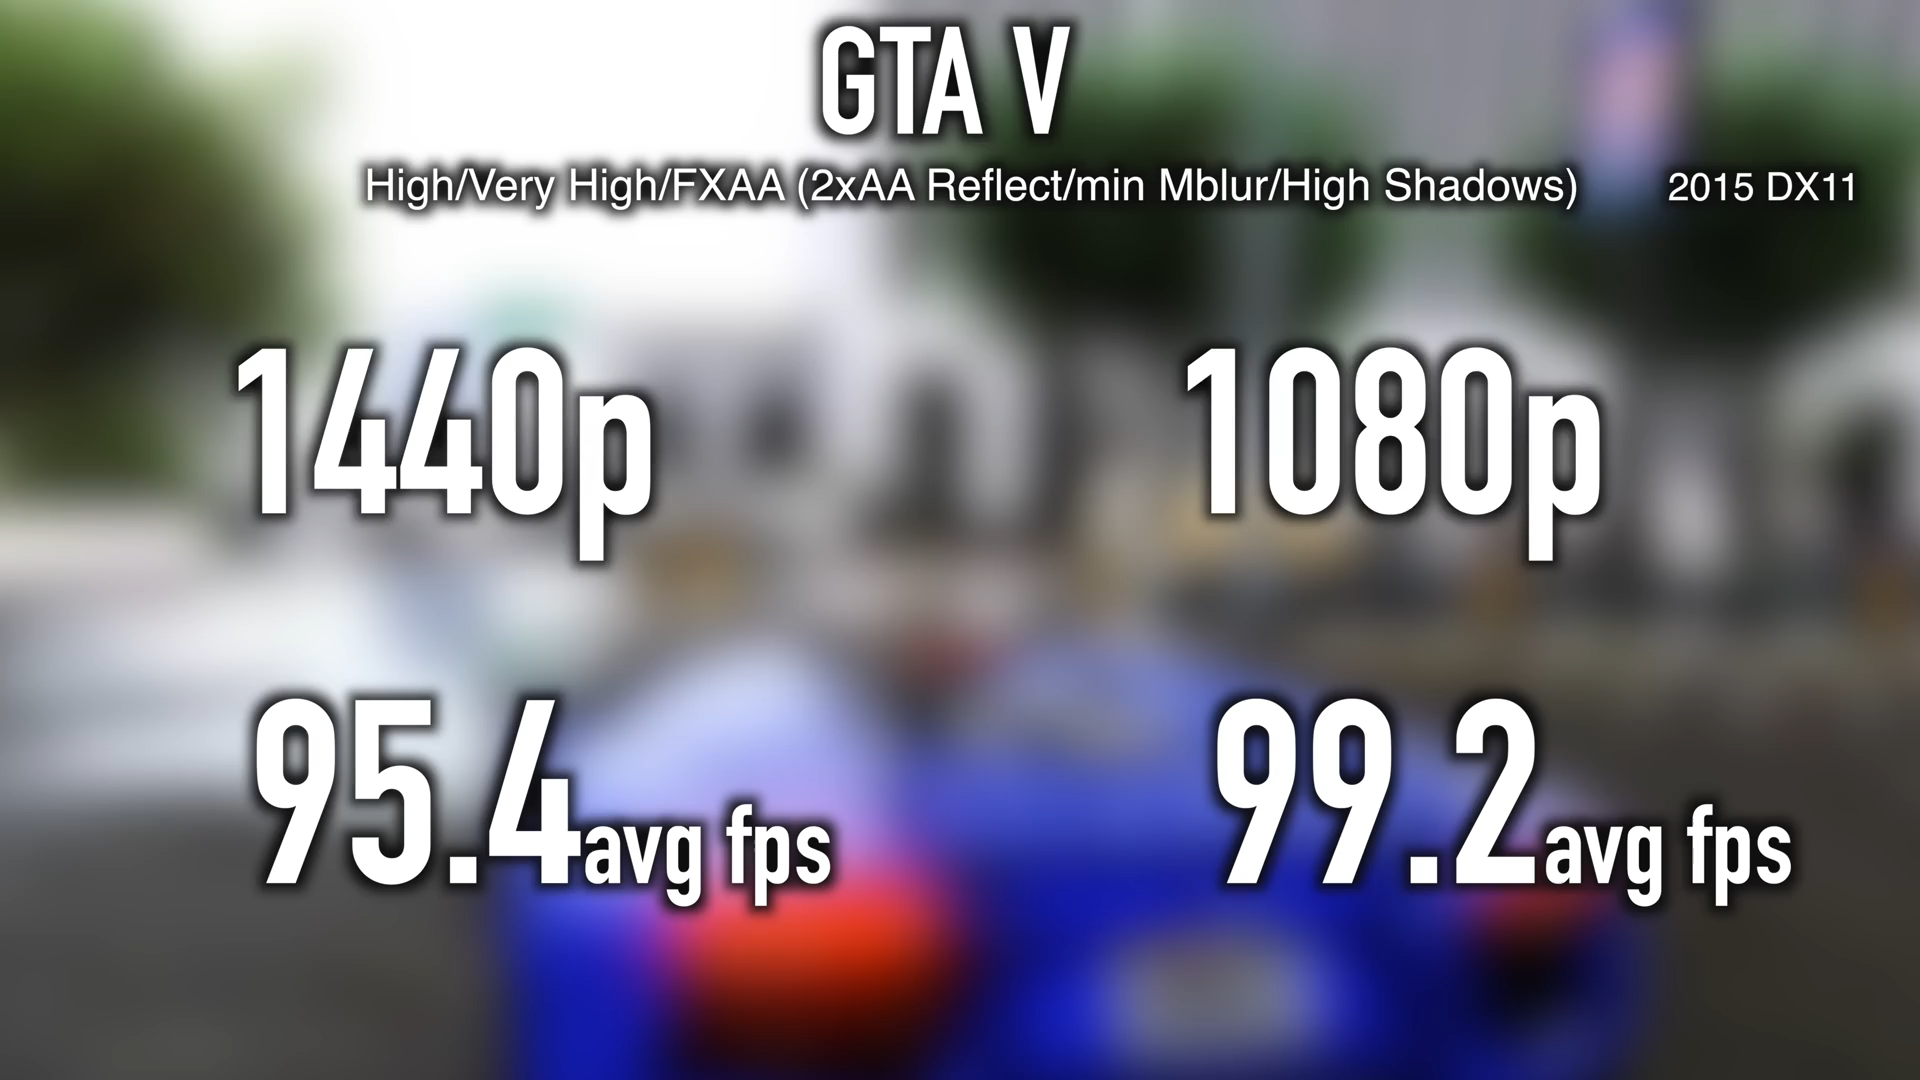 GTA V
High/Very High/FXAA (2xAA Reflect/min Mblur/High Shadows) 2015 DX11
1440p 1080p
95.4avg fps 99.2avg fps